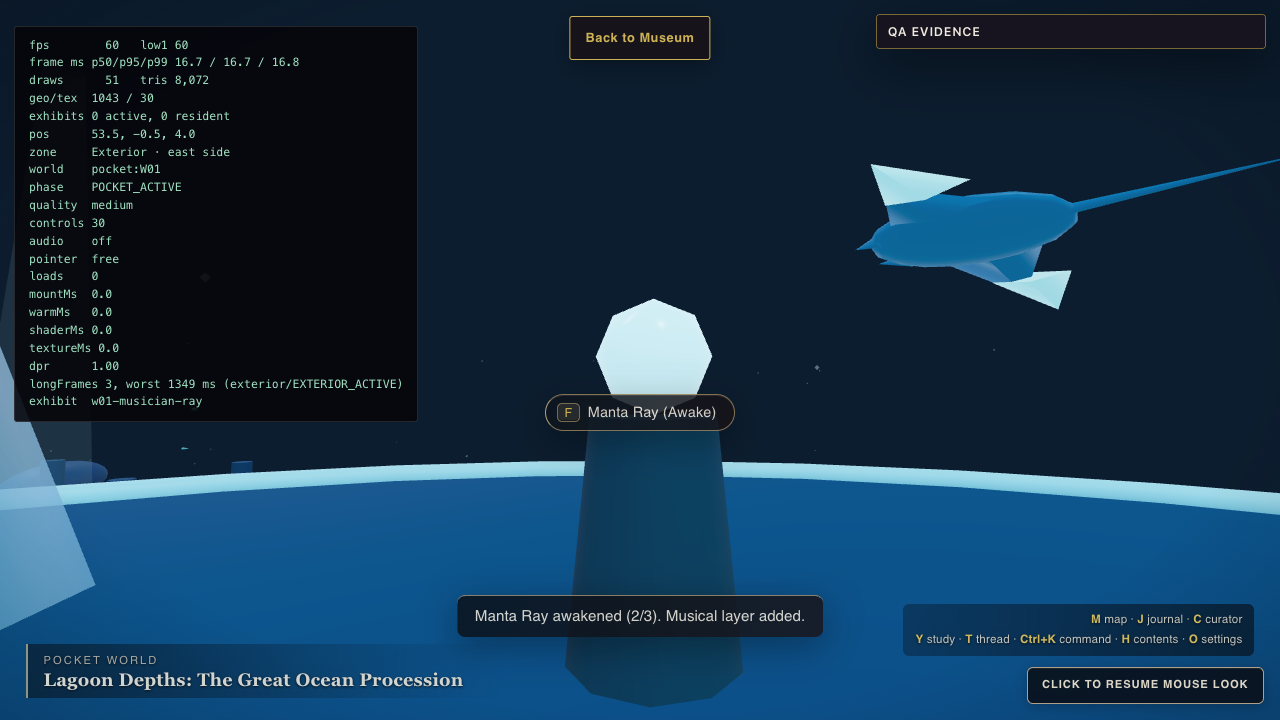 fps 60 low1 60
frame ms p50/p95/p99 16.7 / 16.7 / 16.8
draws 51 tris 8,072
geo/tex 1043 / 30
exhibits 0 active, 0 resident
pos 53.5, −0.5, 4.0
zone Exterior · east side
world pocket:W01
phase POCKET_ACTIVE
quality medium
controls 30
audio off
pointer free
loads 0
mountMs 0.0
warmMs 0.0
shaderMs 0.0
textureMs 0.0
dpr 1.00
longFrames 3, worst 1349 ms (exterior/EXTERIOR_ACTIVE)
exhibit w01−musician−ray
Back to Museum
QA EVIDENCE
F Manta Ray (Awake)
Manta Ray awakened (2/3). Musical layer added.
POCKET WORLD
Lagoon Depths: The Great Ocean Procession
M map · J journal · C curator
Y study · T thread · Ctrl+K command · H contents · O settings
CLICK TO RESUME MOUSE LOOK